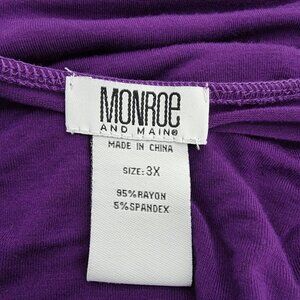 MONROe
AND MAIN®
MADE IN CHINA
SIZE: 3X
95%RAYON
5%SPANDEX